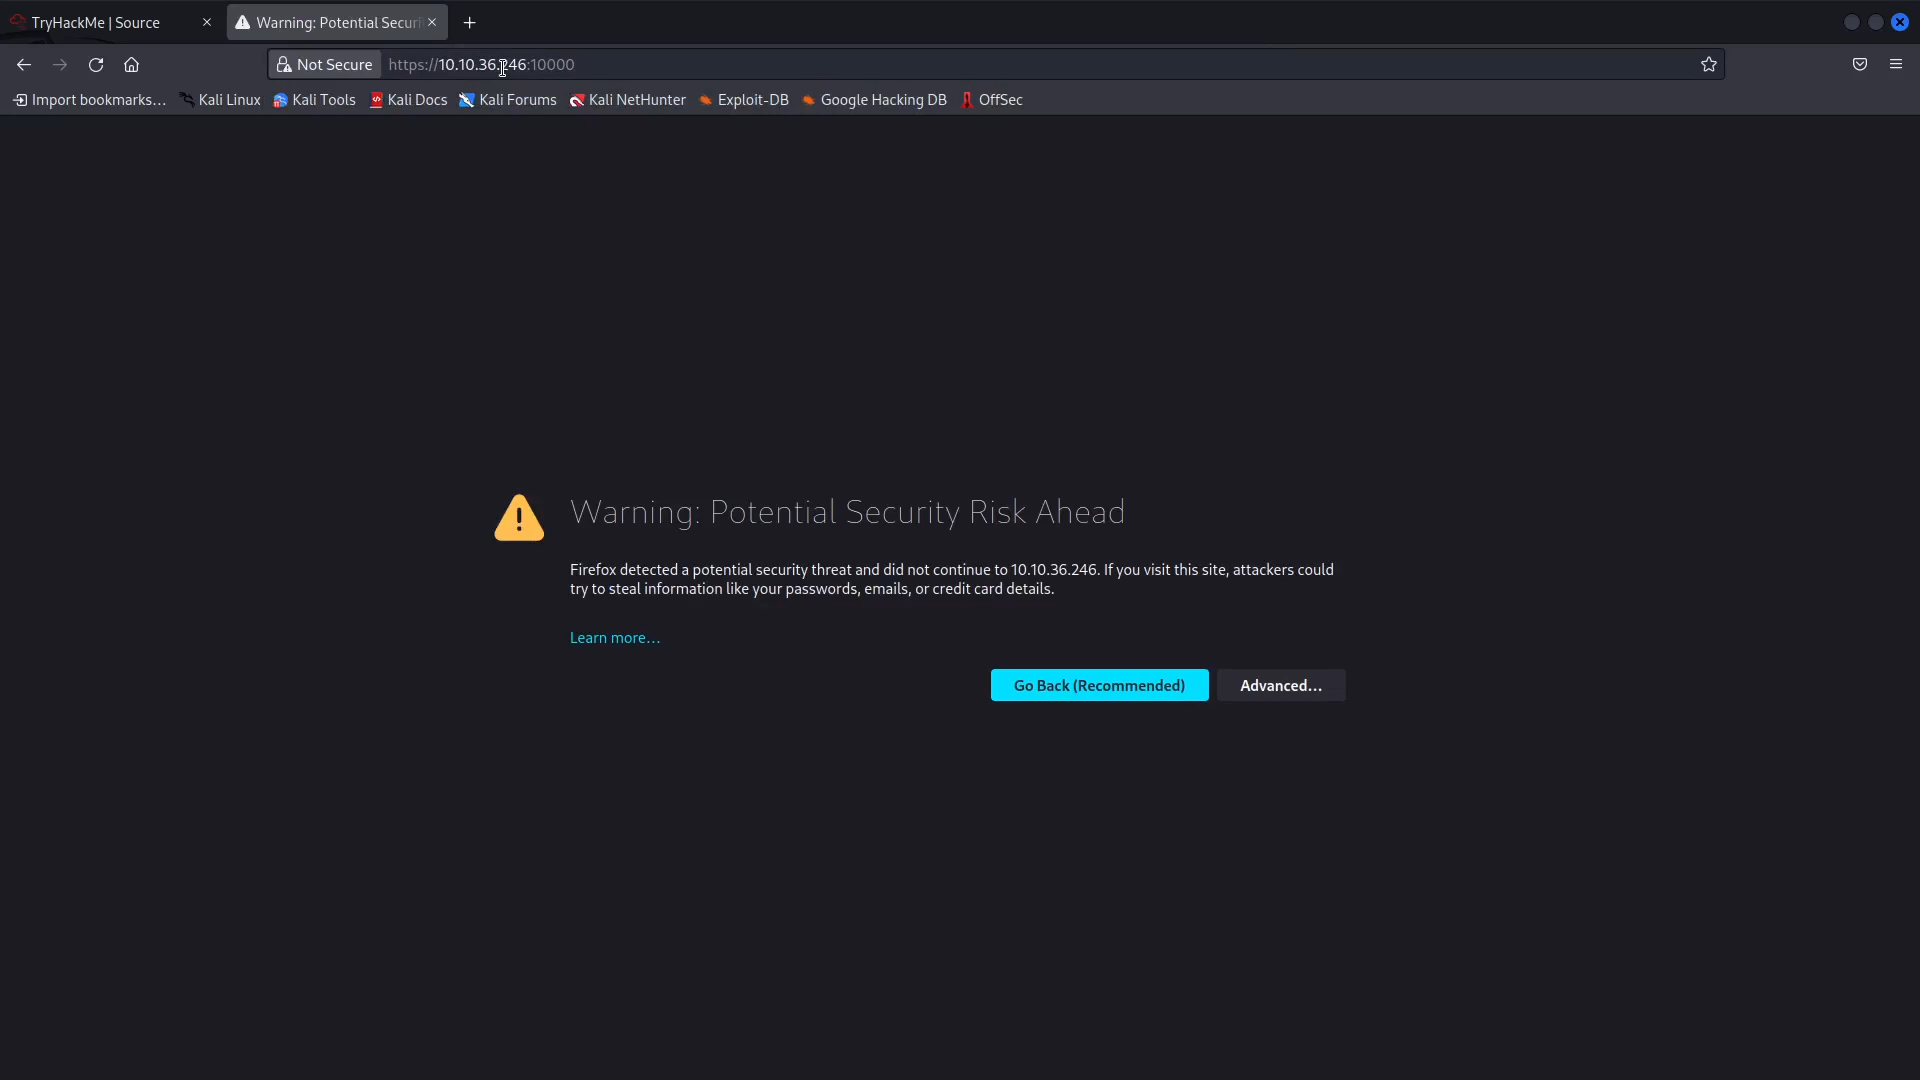 TryHackMe | Source
Warning: Potential Securi
Not Secure
https://10.10.36.246:10000
Import bookmarks...
Kali Linux
Kali Tools
Kali Docs
Kali Forums
Kali NetHunter
Exploit-DB
Google Hacking DB
OffSec
Warning: Potential Security Risk Ahead
Firefox detected a potential security threat and did not continue to 10.10.36.246. If you visit this site, attackers could
try to steal information like your passwords, emails, or credit card details.
Learn more…
Go Back (Recommended)
Advanced...